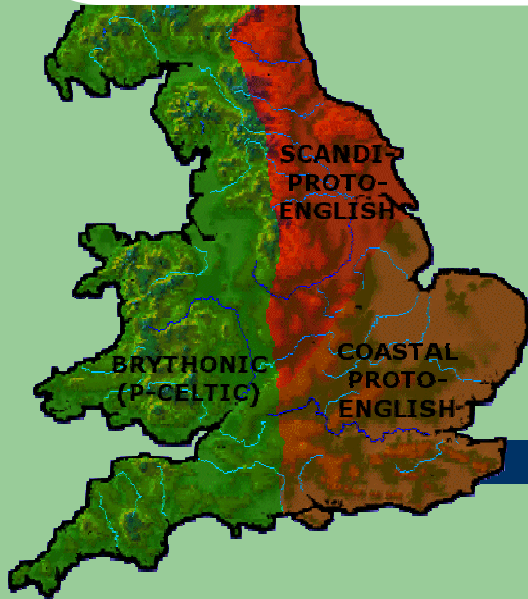 SCANDI-
PROTO-
ENGLISH
BRYTHONIC
(P-CELTIC)
COASTAL
PROTO-
ENGLISH